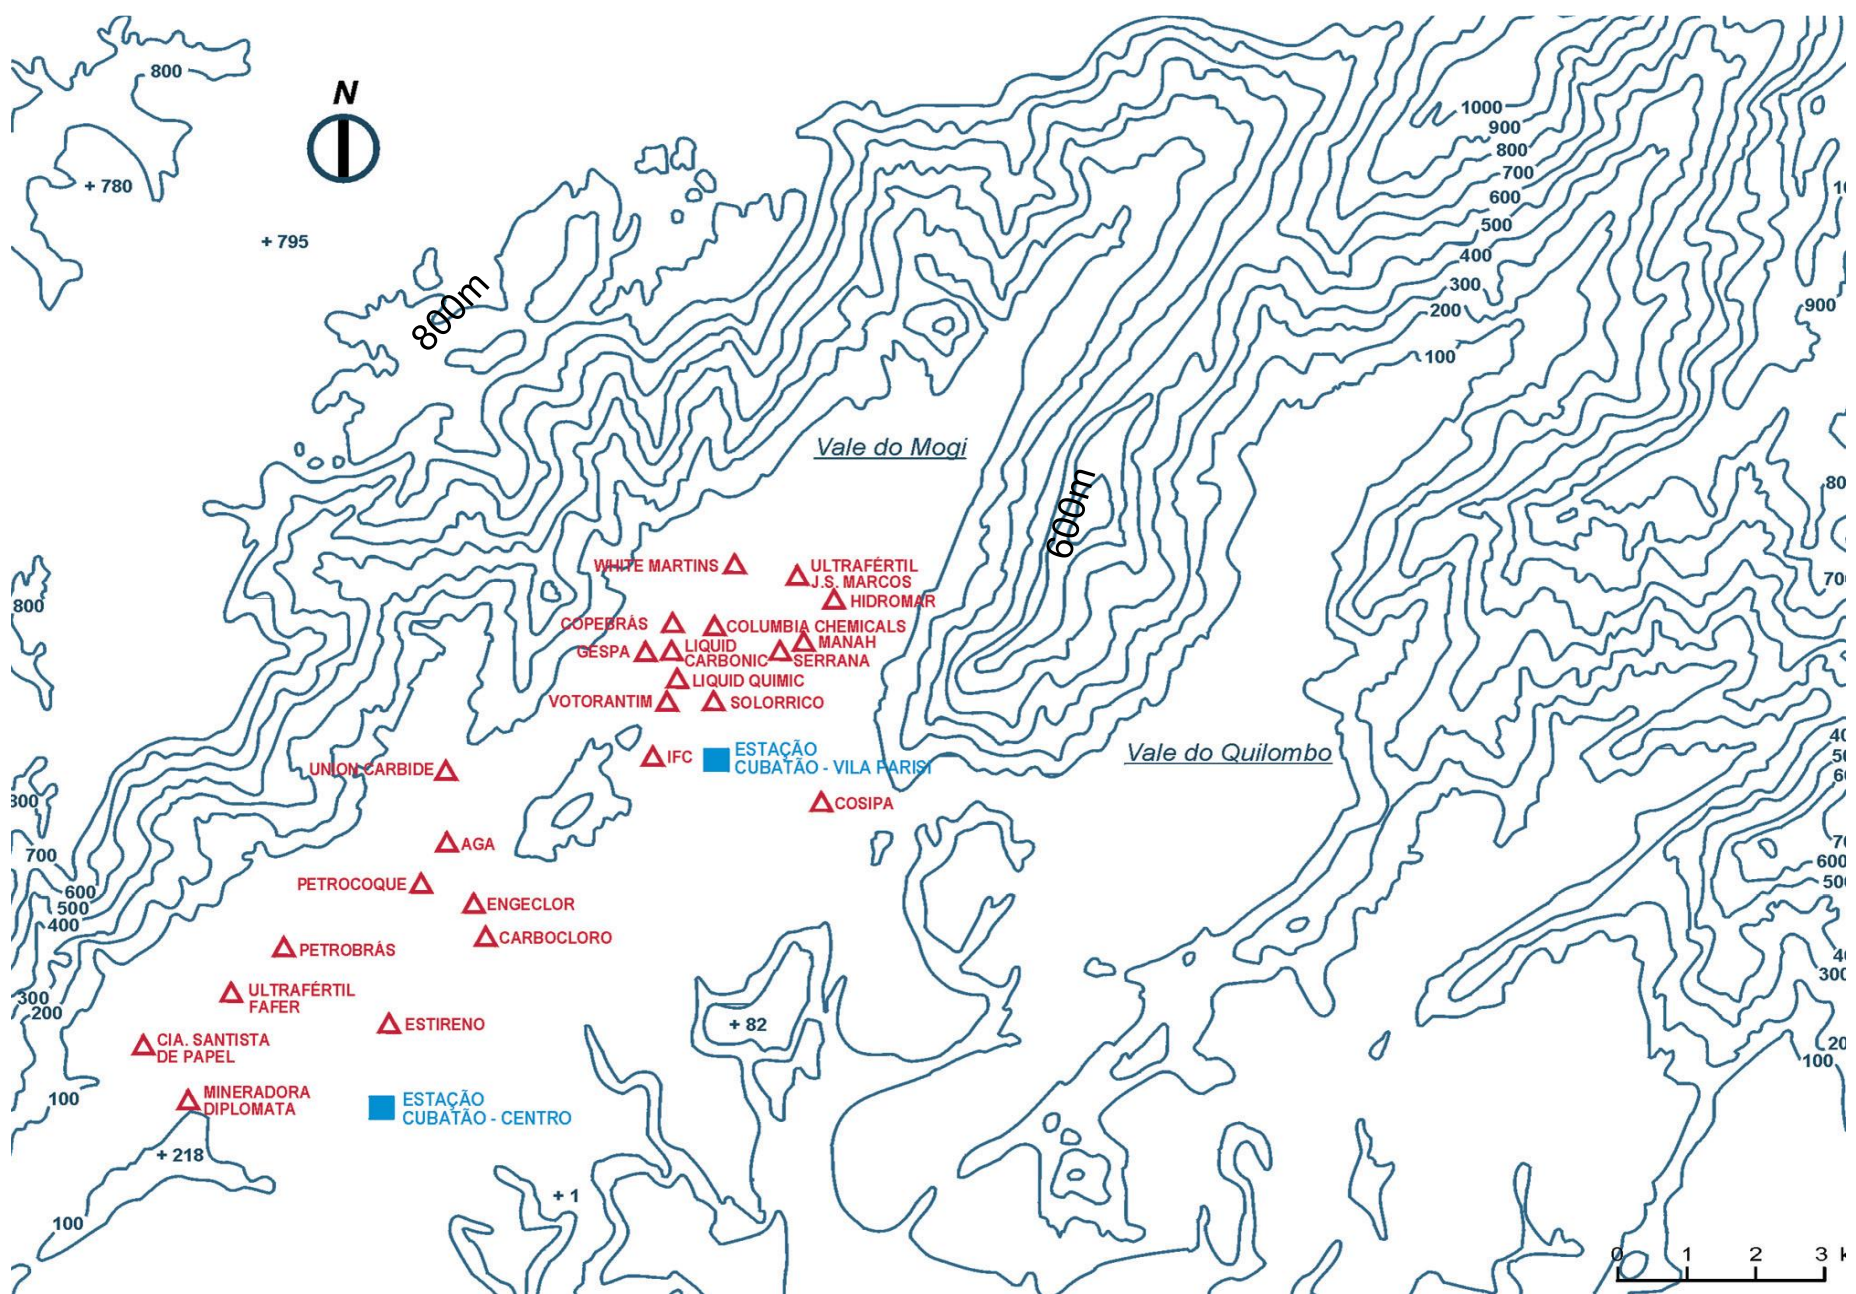 800
N
+ 780
+ 795
800m
1000
900
800
700
600
500
400
300
200
100
900
Vale do Mogi
600m
WHITE MARTINS
ULTRAFÉRTIL
J.S. MARCOS
HIDROMAR
COPEBRÁS
COLUMBIA CHEMICALS
MANAH
GESPA
LIQUID
CARBONIC
SERRANA
LIQUID QUIMIC
VOTORANTIM
SOLORRICO
800
IFC
ESTAÇÃO
CUBATÃO - VILA PARISI
Vale do Quilombo
UNION CARBIDE
COSIPA
AGA
PETROCOQUE
ENGECLOR
CARBOCLORO
PETROBRÁS
ULTRAFÉRTIL
FAFER
ESTIRENO
+ 82
CIA. SANTISTA
DE PAPEL
MINERADORA
DIPLOMATA
ESTAÇÃO
CUBATÃO - CENTRO
700
600
500
400
300
200
100
600
300
100
+ 218
+ 1
100
0 1 2 3